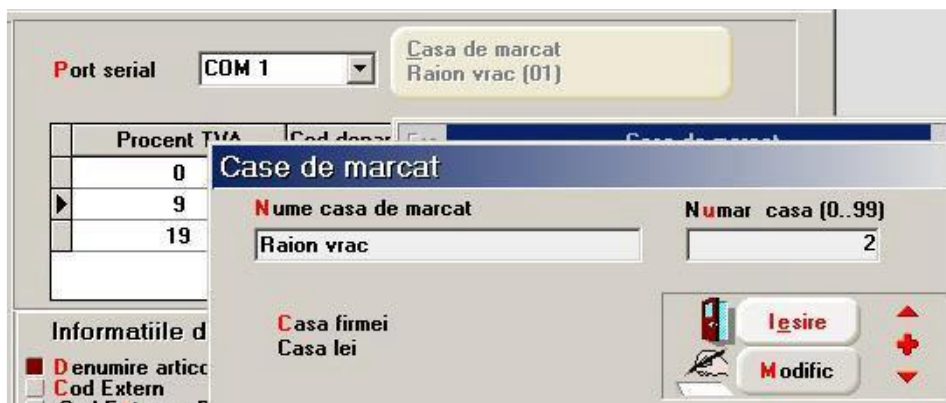 Port serial
COM 1
Casa de marcat
Raion vrac (01)
Procent TVA
0
9
19
Case de marcat
Nume casa de marcat
Numar casa (0..99)
Raion vrac
2
Casa firmei
Casa lei
Iesire
Modific
Informatiile d
Denumire artico
Cod Extern